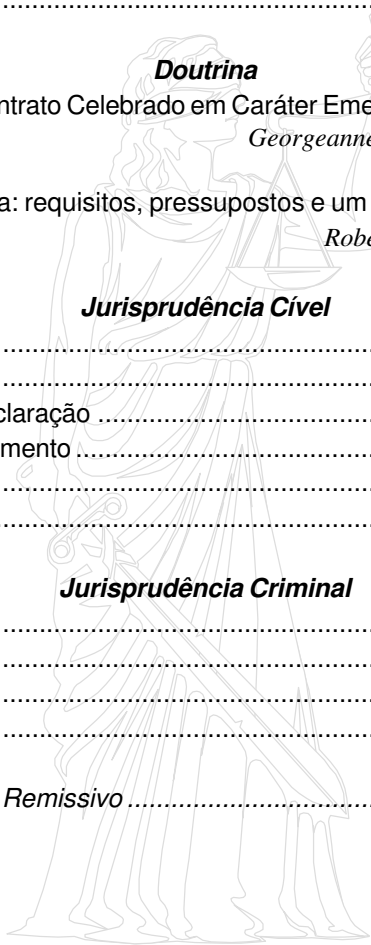 ................................................................
Doutrina
ntrato Celebrado em Caráter Eme
Georgeanne
a: requisitos, pressupostos e um
Robe
Jurisprudência Cível
................................................................
................................................................
claração ................................................
mento ....................................................
................................................................
................................................................
Jurisprudência Criminal
................................................................
................................................................
................................................................
................................................................
Remissivo ..........................................